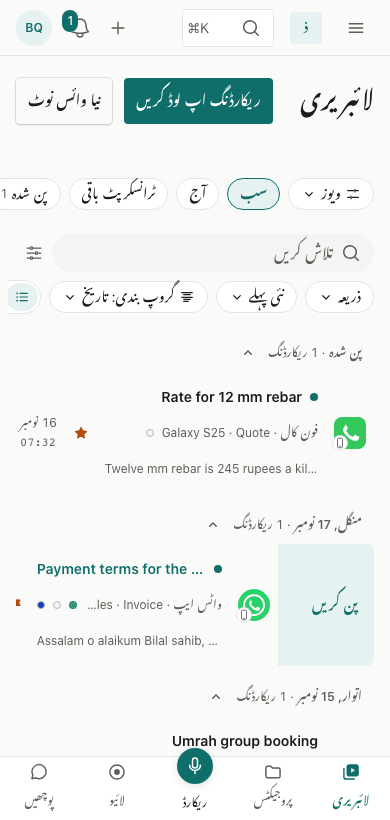 ذ
⌘K
1
BQ
لائبریری
ریکارڈنگ اپ لوڈ کریں
نیا وائس نوٹ
ویوز
سب
آج
ٹرانسکرپٹ باقی
پن شدہ 1
تلاش کریں
ذریعہ
نئی پہلے
گروپ بندی: تاریخ
پن شدہ · 1 ریکارڈنگ
Rate for 12 mm rebar
فون کال · Galaxy S25 · Quote
16 نومبر
07:32
Twelve mm rebar is 245 rupees a kil...
منگل, 17 نومبر · 1 ریکارڈنگ
پن کریں
Payment terms for the ...
واٹس ایپ · Invoice · ...les
Assalam o alaikum Bilal sahib, ...
اتوار, 15 نومبر · 1 ریکارڈنگ
Umrah group booking
لائبریری
پروجیکٹس
ریکارڈ
لائیو
پوچھیں